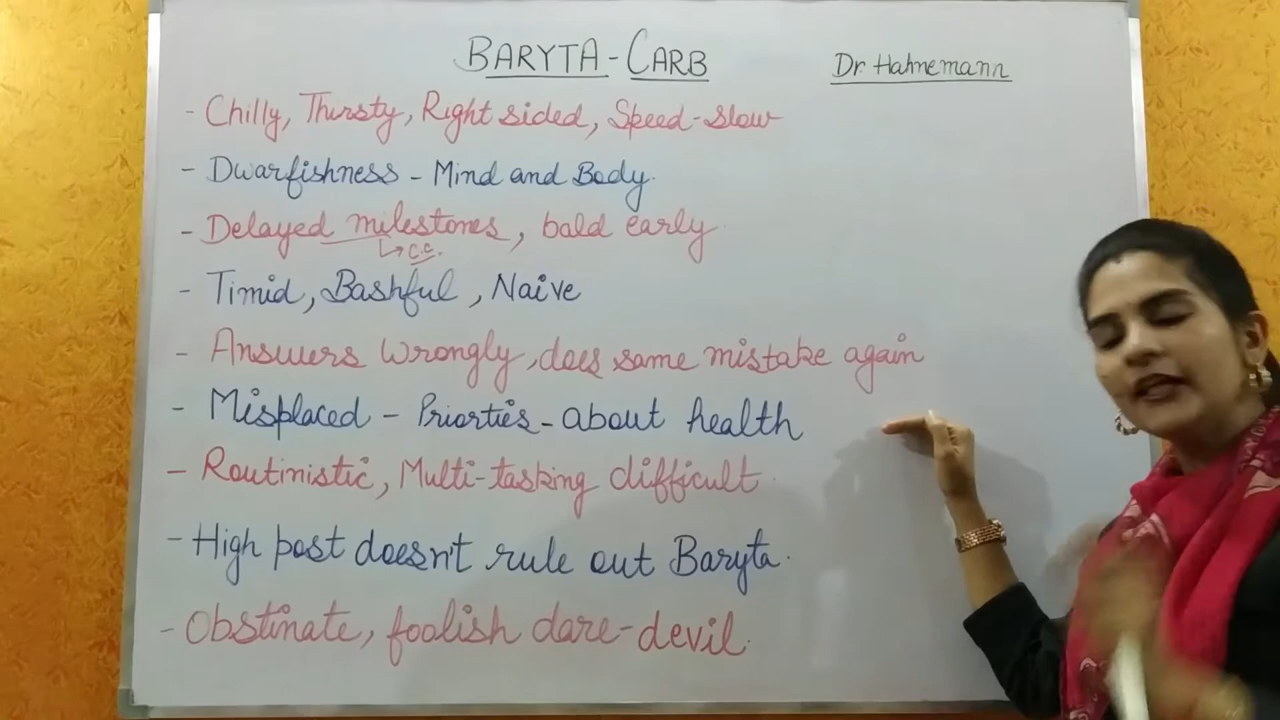 BARYTA-CARB
Dr Hahnemann
- Chilly, Thirsty, Right sided, Speed-Slow
- Dwarfishness - Mind and Body.
- Delayed milestones, bald early
↳ c.c.
- Timid, Bashful, Naive
- Answers wrongly, does same mistake again
- Misplaced - Priorties - about health
- Routinistic, Multi-tasking difficult
- High post doesn't rule out Baryta.
- Obstinate, foolish dare-devil.